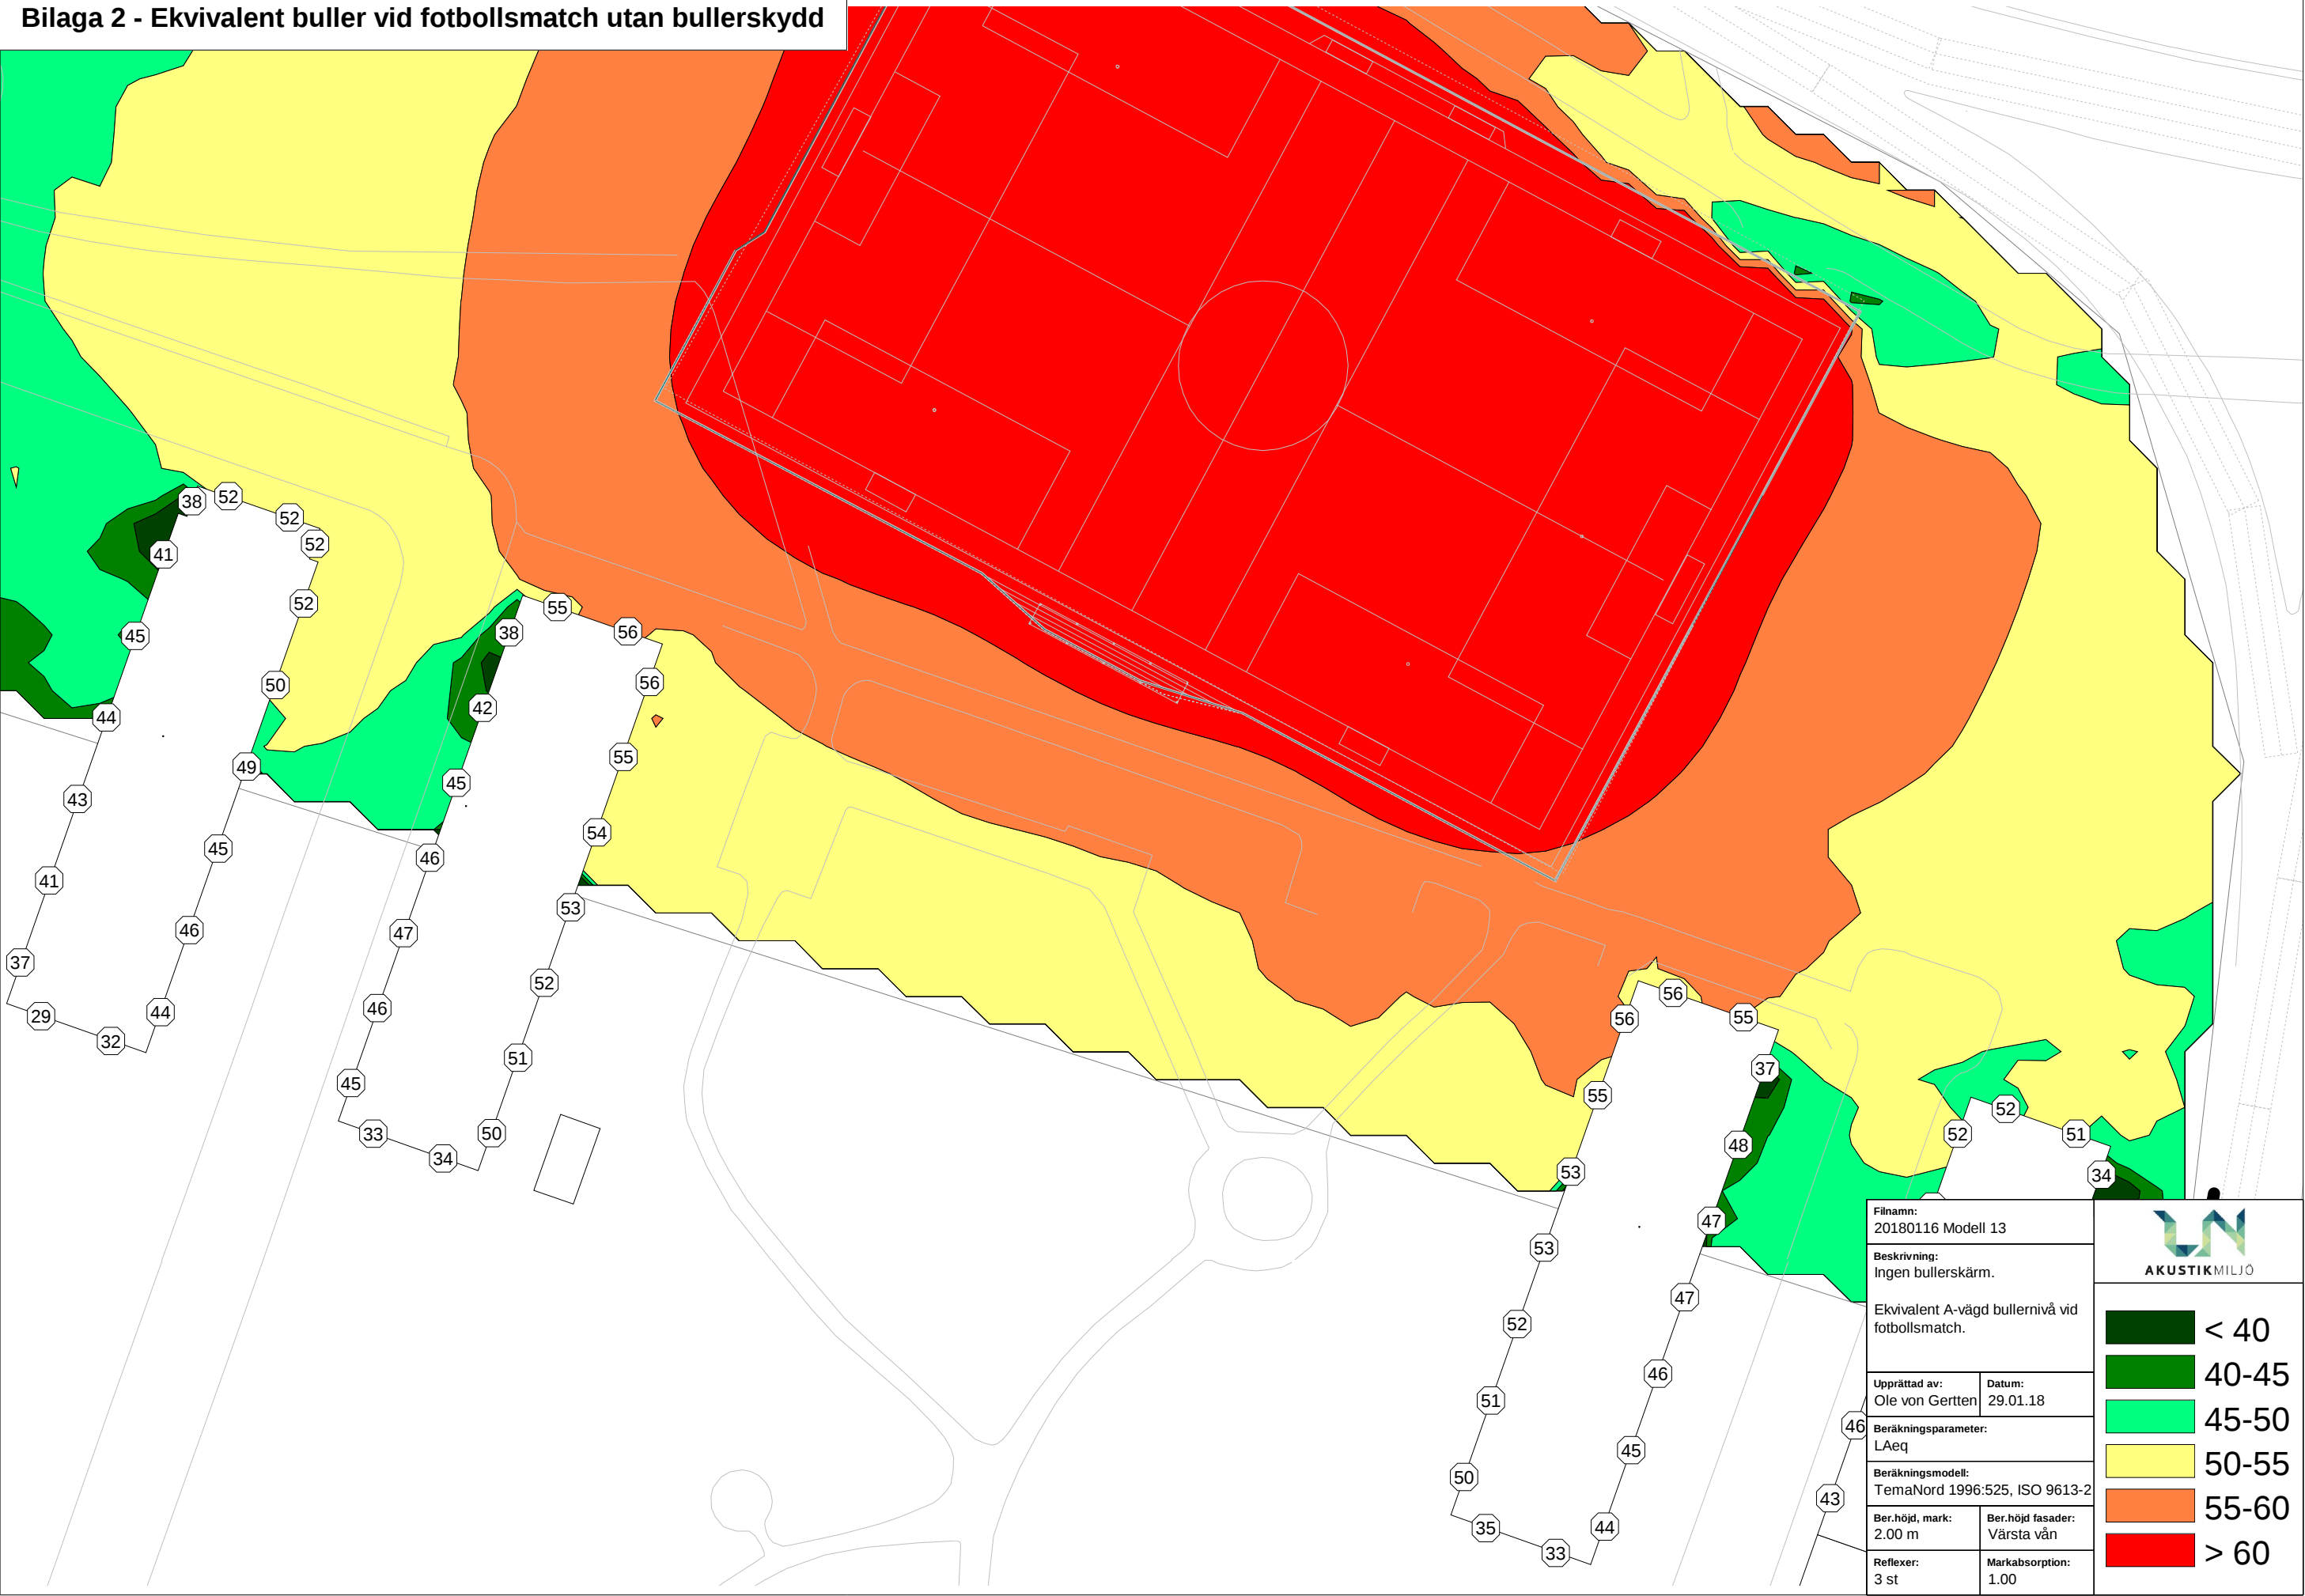 Bilaga 2 - Ekvivalent buller vid fotbollsmatch utan bullerskydd
38 52 52 52 52 50 49 45 46 44 32 29 37 41 43 44 45 41
38 55 56 56 55 54 53 52 51 50 34 33 45 46 47 46 45 42
56 56 55 37 48 47 47 46 45 44 33 35 50 51 52 53 53 55
52 52 51 34
46
43
Filnamn:
20180116 Modell 13
Beskrivning:
Ingen bullerskärm.
Ekvivalent A-vägd bullernivå vid
fotbollsmatch.
Upprättad av: Datum:
Ole von Gertten 29.01.18
Beräkningsparameter:
LAeq
Beräkningsmodell:
TemaNord 1996:525, ISO 9613-2
Ber.höjd, mark: Ber.höjd fasader:
2.00 m Värsta vån
Reflexer: Markabsorption:
3 st 1.00
AKUSTIKMILJÖ
< 40
40-45
45-50
50-55
55-60
> 60